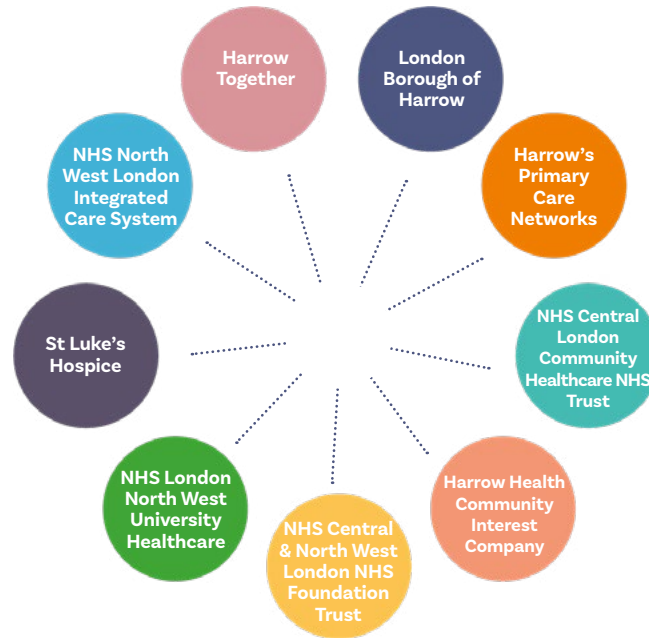 Harrow
Together
London
Borough of
Harrow
Harrow's
Primary
Care
Networks
NHS Central
London
Community
Healthcare NHS
Trust
Harrow Health
Community
Interest
Company
NHS Central
& North West
London NHS
Foundation
Trust
NHS London
North West
University
Healthcare
St Luke's
Hospice
NHS North
West London
Integrated
Care System